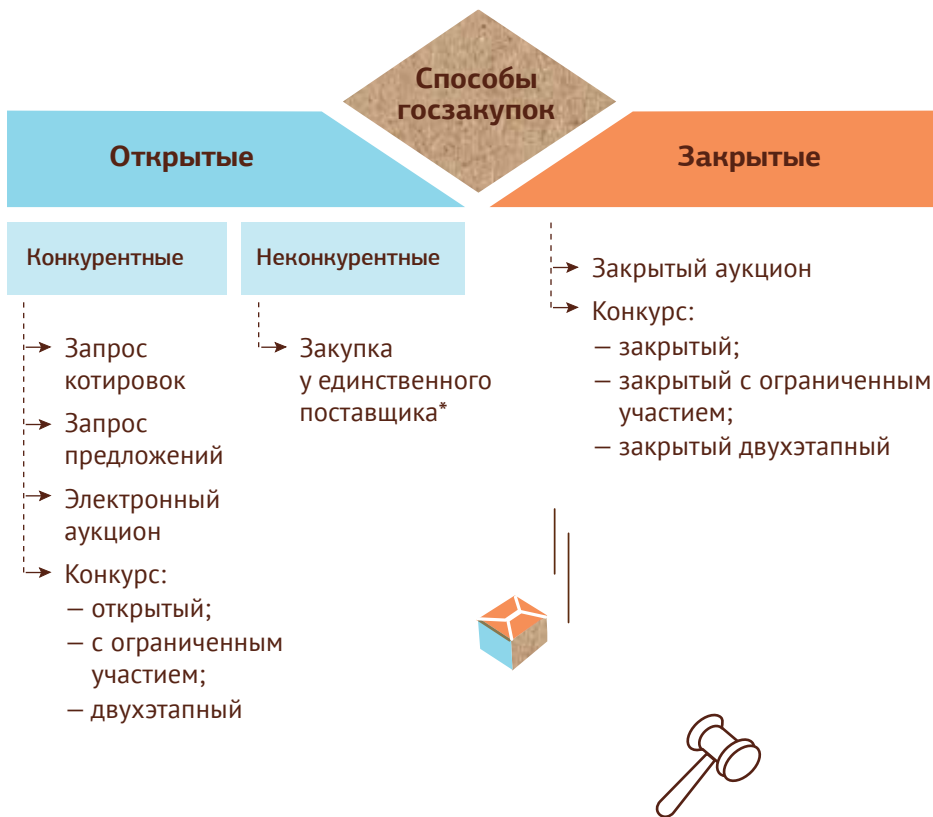 Способы
госзакупок
Открытые
Закрытые
Конкурентные
Неконкурентные
Запрос
котировок
Запрос
предложений
Электронный
аукцион
Конкурс:
— открытый;
— с ограниченным
участием;
— двухэтапный
Закупка
у единственного
поставщика*
Закрытый аукцион
Конкурс:
— закрытый;
— закрытый с ограниченным
участием;
— закрытый двухэтапный